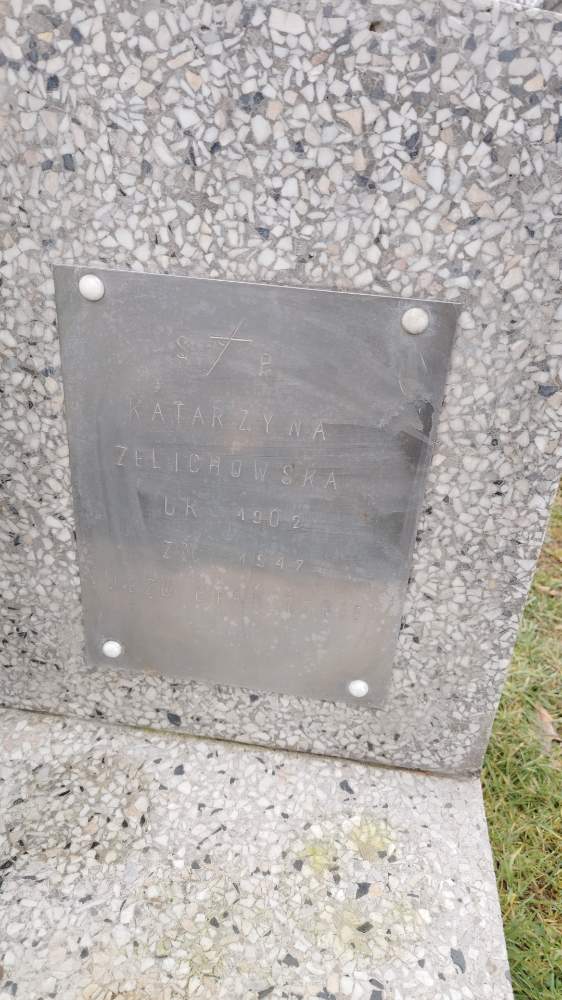 Ś P.
KATARZYNA
ZELICHOWSKA
UR 1902
ZM 1947